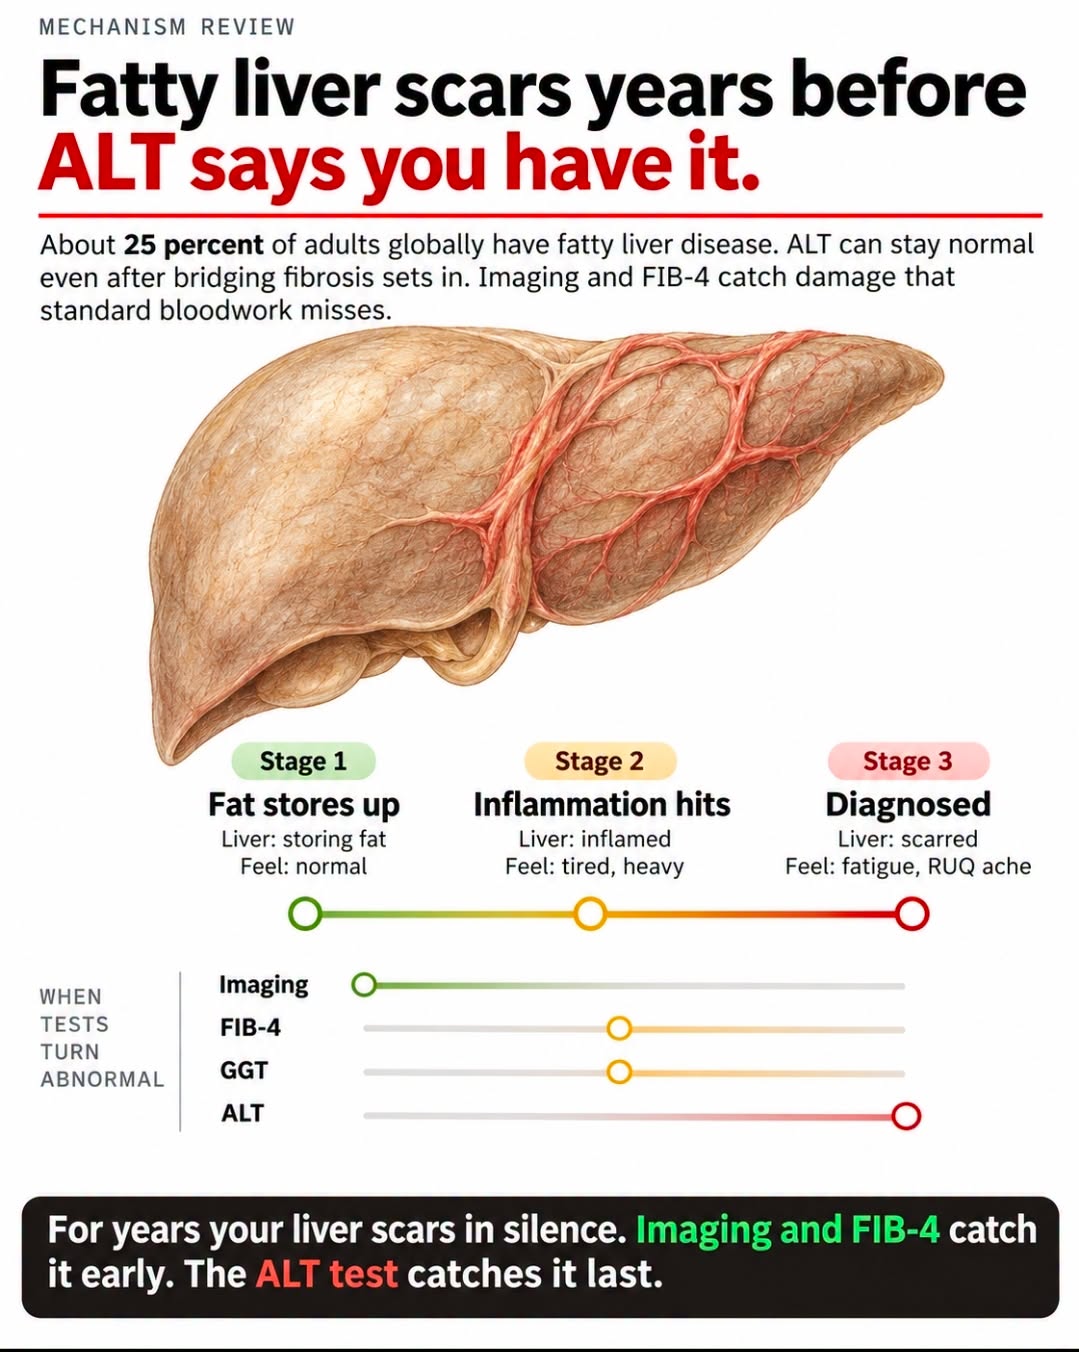 MECHANISM REVIEW
Fatty liver scars years before
ALT says you have it.
About 25 percent of adults globally have fatty liver disease. ALT can stay normal
even after bridging fibrosis sets in. Imaging and FIB-4 catch damage that
standard bloodwork misses.
Stage 1
Fat stores up
Liver: storing fat
Feel: normal
Stage 2
Inflammation hits
Liver: inflamed
Feel: tired, heavy
Stage 3
Diagnosed
Liver: scarred
Feel: fatigue, RUQ ache
WHEN
TESTS
TURN
ABNORMAL
Imaging
FIB-4
GGT
ALT
For years your liver scars in silence. Imaging and FIB-4 catch
it early. The ALT test catches it last.